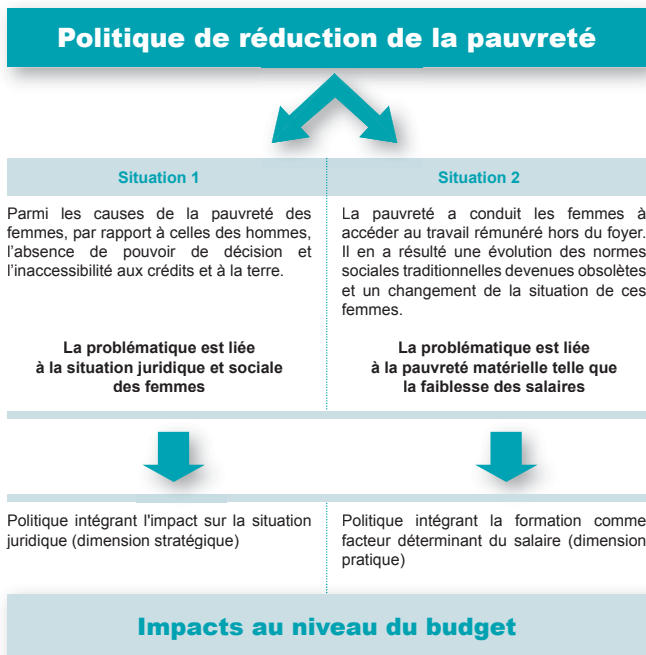 Politique de réduction de la pauvreté
Situation 1
Parmi les causes de la pauvreté des
femmes, par rapport à celles des hommes,
l'absence de pouvoir de décision et
l'inaccessibilité aux crédits et à la terre.
La problématique est liée
à la situation juridique et sociale
des femmes
Situation 2
La pauvreté a conduit les femmes à
accéder au travail rémunéré hors du foyer.
Il en a résulté une évolution des normes
sociales traditionnelles devenues obsolètes
et un changement de la situation de ces
femmes.
La problématique est liée
à la pauvreté matérielle telle que
la faiblesse des salaires
Politique intégrant l'impact sur la situation
juridique (dimension stratégique)
Politique intégrant la formation comme
facteur déterminant du salaire (dimension
pratique)
Impacts au niveau du budget